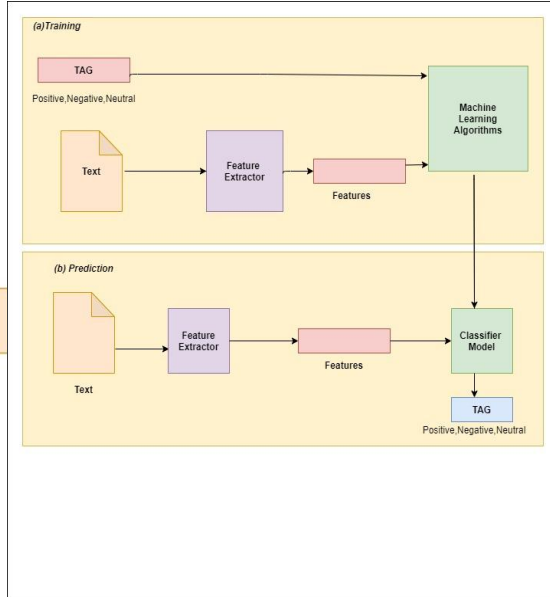 (a)Training
TAG
Positive,Negative,Neutral
Machine
Learning
Algorithms
Text
Feature
Extractor
Features
(b) Prediction
Text
Feature
Extractor
Features
Classifier
Model
TAG
Positive,Negative,Neutral